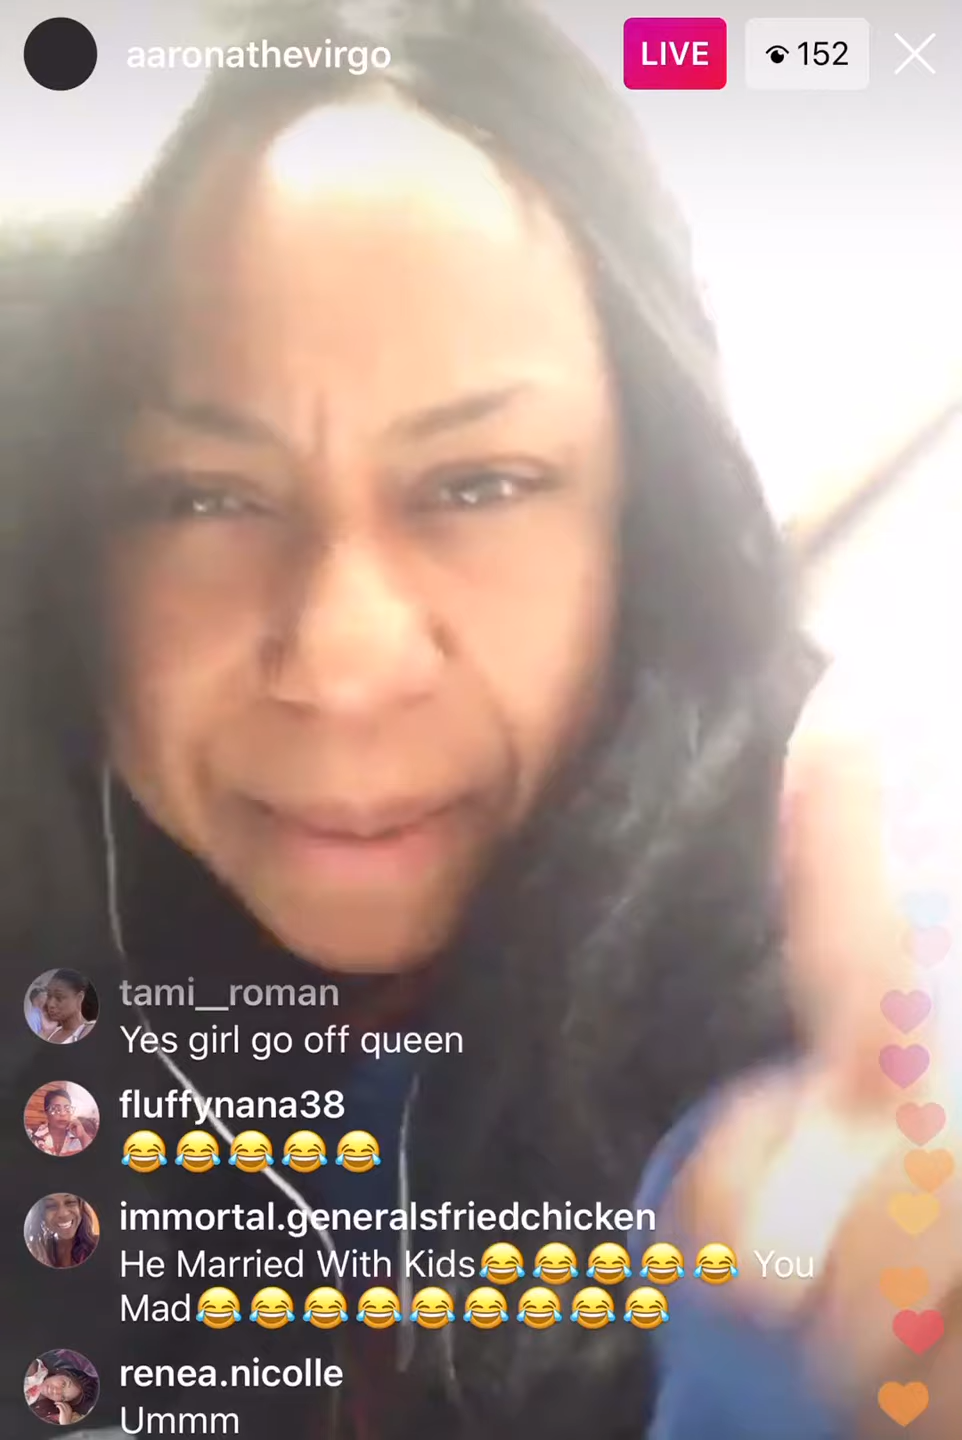 aaronathevirgo LIVE 152
tami__roman
Yes girl go off queen
fluffynana38
😂😂😂😂😂
immortal.generalsfriedchicken
He Married With Kids😂😂😂😂😂 You
Mad😂😂😂😂😂😂😂😂😂
renea.nicolle
Ummm